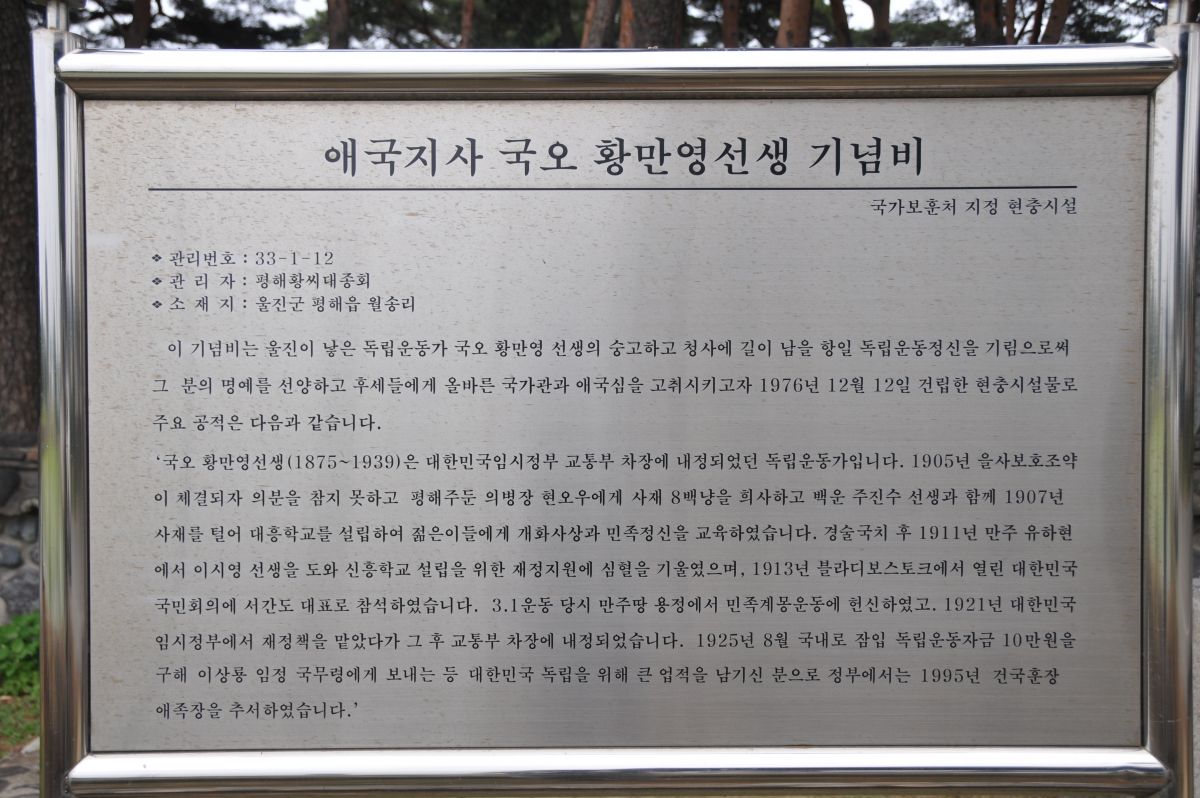 애국지사 국오 황만영선생 기념비
국가보훈처 지정 현충시설
❖ 관리번호 : 33-1-12
❖ 관 리 자 : 평해황씨대종회
❖ 소 재 지 : 울진군 평해읍 월송리
이 기념비는 울진이 낳은 독립운동가 국오 황만영 선생의 숭고하고 청사에 길이 남을 항일 독립운동정신을 기림으로써
그 분의 명예를 선양하고 후세들에게 올바른 국가관과 애국심을 고취시키고자 1976년 12월 12일 건립한 현충시설물로
주요 공적은 다음과 같습니다.
‘국오 황만영선생(1875~1939)은 대한민국임시정부 교통부 차장에 내정되었던 독립운동가입니다. 1905년 을사보호조약
이 체결되자 의분을 참지 못하고 평해주둔 의병장 현오우에게 사재 8백냥을 희사하고 백운 주진수 선생과 함께 1907년
사재를 털어 대흥학교를 설립하여 젊은이들에게 개화사상과 민족정신을 교육하였습니다. 경술국치 후 1911년 만주 유하현
에서 이시영 선생을 도와 신흥학교 설립을 위한 재정지원에 심혈을 기울였으며, 1913년 블라디보스토크에서 열린 대한민국
국민회의에 서간도 대표로 참석하였습니다. 3.1운동 당시 만주땅 용정에서 민족계몽운동에 헌신하였고. 1921년 대한민국
임시정부에서 재정책을 맡았다가 그 후 교통부 차장에 내정되었습니다. 1925년 8월 국내로 잠입 독립운동자금 10만원을
구해 이상룡 임정 국무령에게 보내는 등 대한민국 독립을 위해 큰 업적을 남기신 분으로 정부에서는 1995년 건국훈장
애족장을 추서하였습니다.’